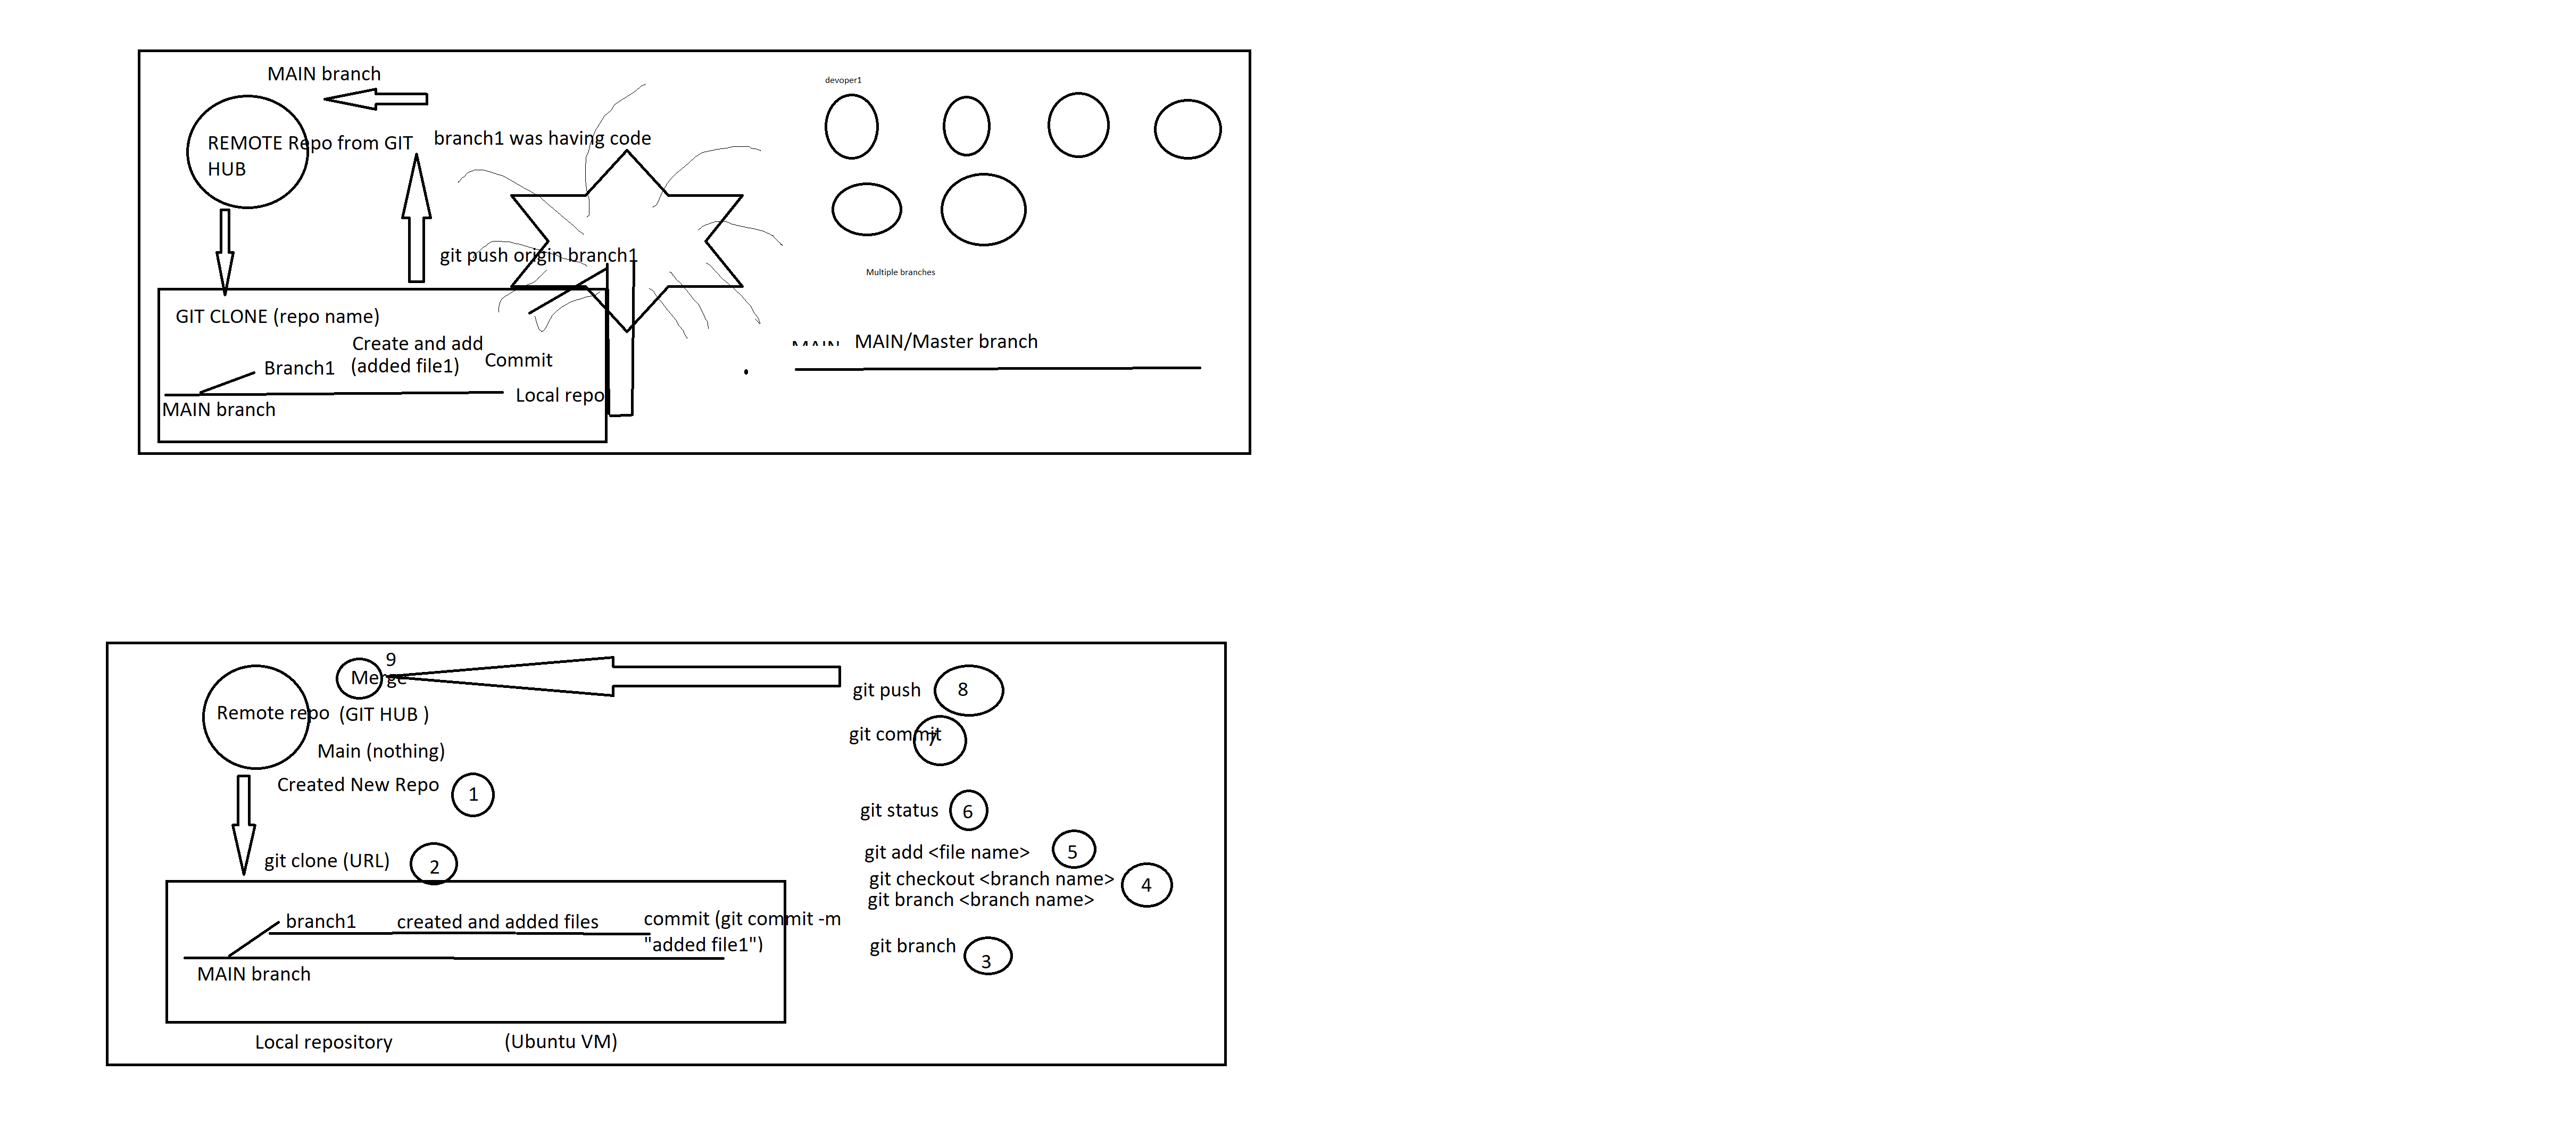 MAIN branch
REMOTE Repo from GIT
HUB
branch1 was having code
devoper1
git push origin branch1
Multiple branches
GIT CLONE (repo name)
Create and add
(added file1)
Commit
Branch1
Local repo
MAIN branch
MAIN
MAIN/Master branch
9
Merge
Remote repo
(GIT HUB )
Main (nothing)
Created New Repo
1
git clone (URL)
2
branch1
created and added files
commit (git commit -m
"added file1")
MAIN branch
Local repository
(Ubuntu VM)
git push
8
git commit
7
git status
6
git add <file name>
5
git checkout <branch name>
4
git branch <branch name>
git branch
3